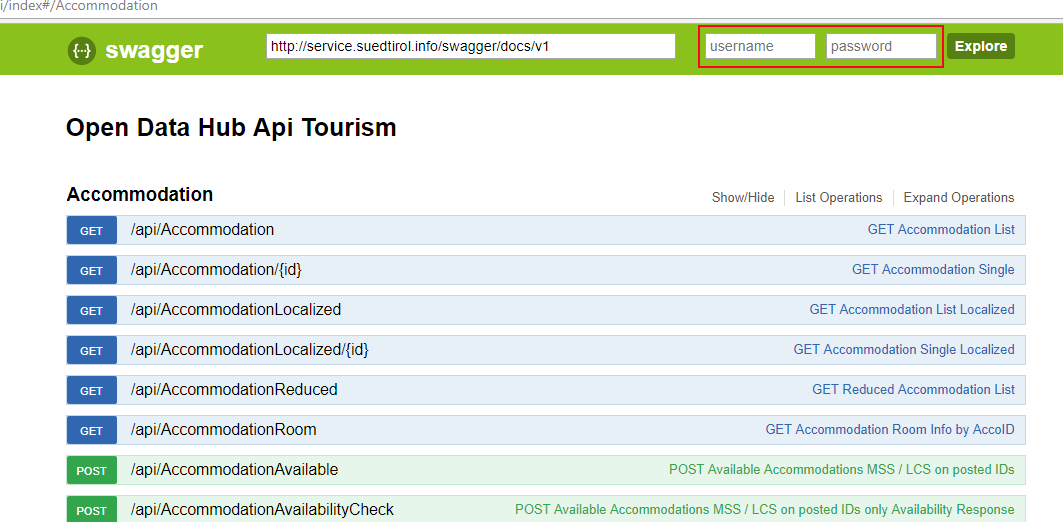 i/index#/Accommodation
{···} swagger http://service.suedtirol.info/swagger/docs/v1 username password Explore
Open Data Hub Api Tourism
Accommodation Show/Hide List Operations Expand Operations
GET /api/Accommodation GET Accommodation List
GET /api/Accommodation/{id} GET Accommodation Single
GET /api/AccommodationLocalized GET Accommodation List Localized
GET /api/AccommodationLocalized/{id} GET Accommodation Single Localized
GET /api/AccommodationReduced GET Reduced Accommodation List
GET /api/AccommodationRoom GET Accommodation Room Info by AccoID
POST /api/AccommodationAvailable POST Available Accommodations MSS / LCS on posted IDs
POST /api/AccommodationAvailabilityCheck POST Available Accommodations MSS / LCS on posted IDs only Availability Response